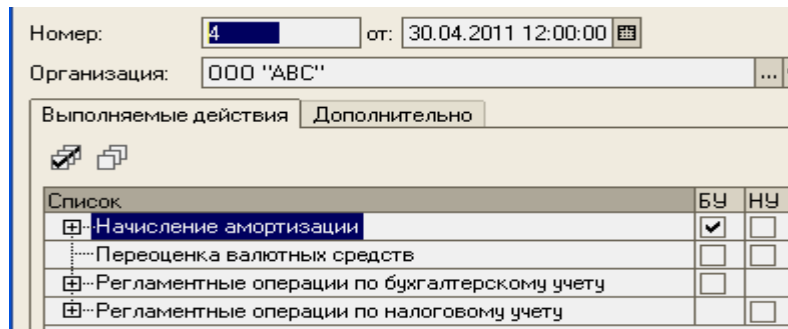 Номер: 4 от: 30.04.2011 12:00:00
Организация: ООО "АВС" ...
Выполняемые действия Дополнительно
Список БУ НУ
Начисление амортизации
Переоценка валютных средств
Регламентные операции по бухгалтерскому учету
Регламентные операции по налоговому учету